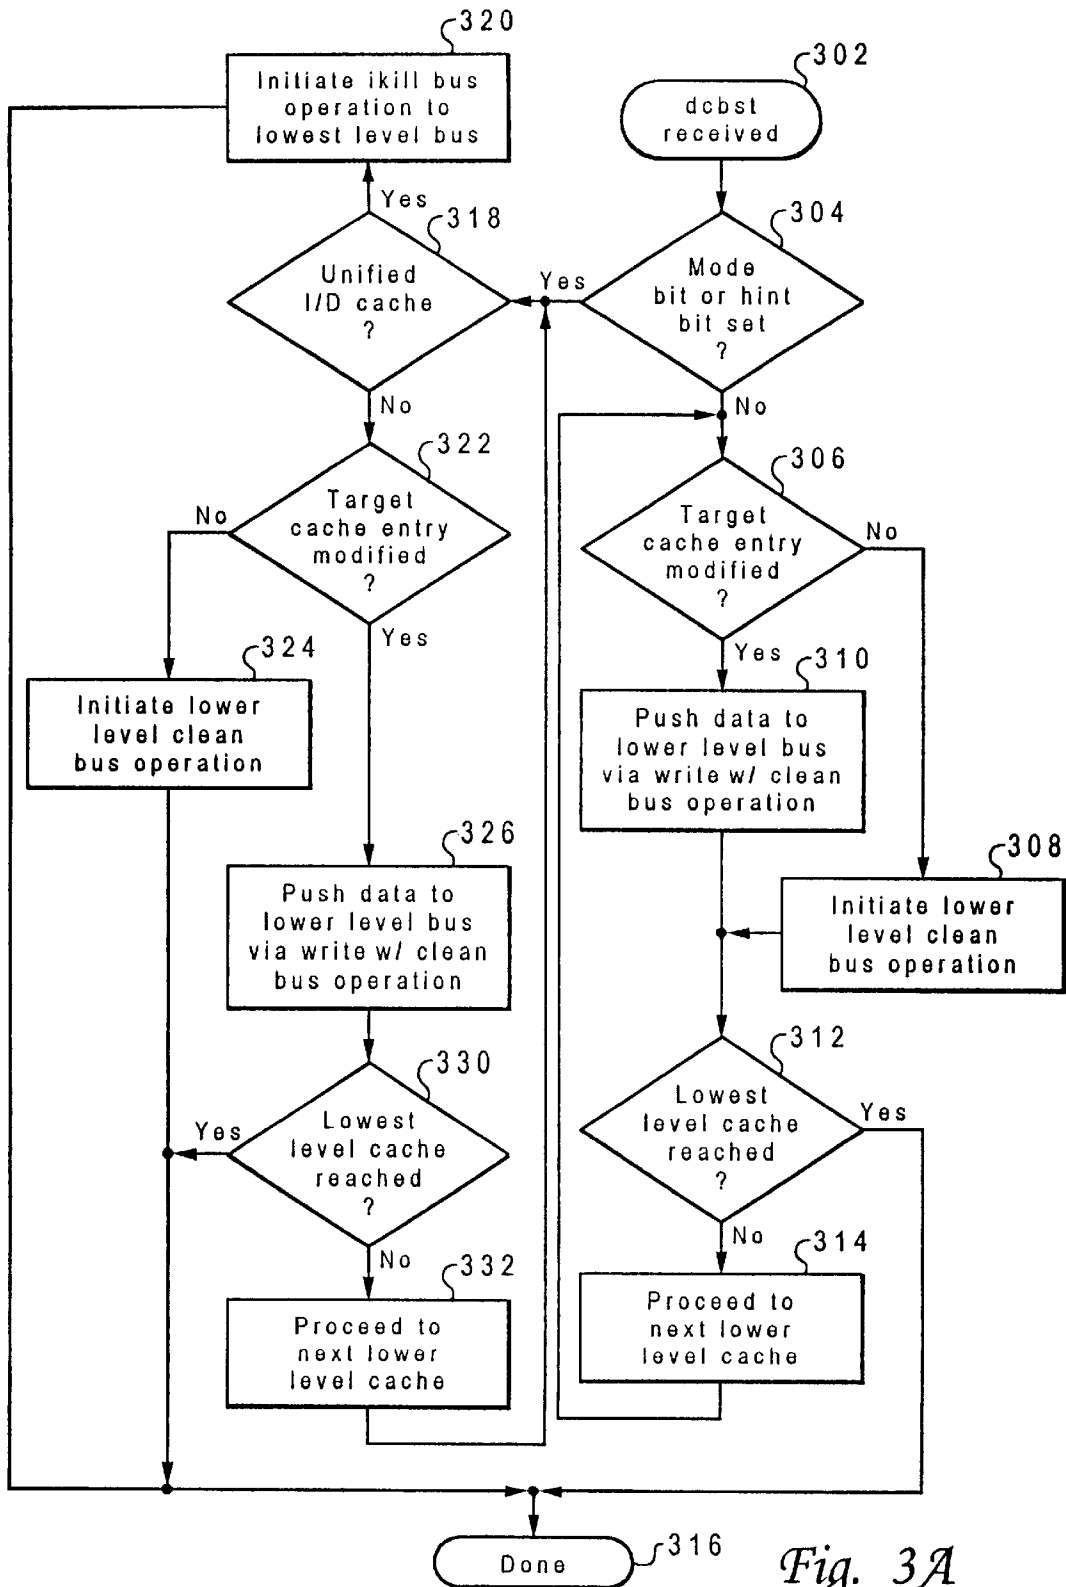 320
Initiate ikill bus
operation to
lowest level bus
302
dcbst
received
Yes
318
Unified
I/D cache
?
304
Mode
bit or hint
bit set
?
Yes
No
No
322
Target
cache entry
modified
?
No
Yes
306
Target
cache entry
modified
?
No
Yes
324
Initiate lower
level clean
bus operation
310
Push data to
lower level bus
via write w/ clean
bus operation
326
Push data to
lower level bus
via write w/ clean
bus operation
308
Initiate lower
level clean
bus operation
330
Lowest
level cache
reached
?
Yes
No
312
Lowest
level cache
reached
?
Yes
No
332
Proceed to
next lower
level cache
314
Proceed to
next lower
level cache
316
Done
Fig. 3A